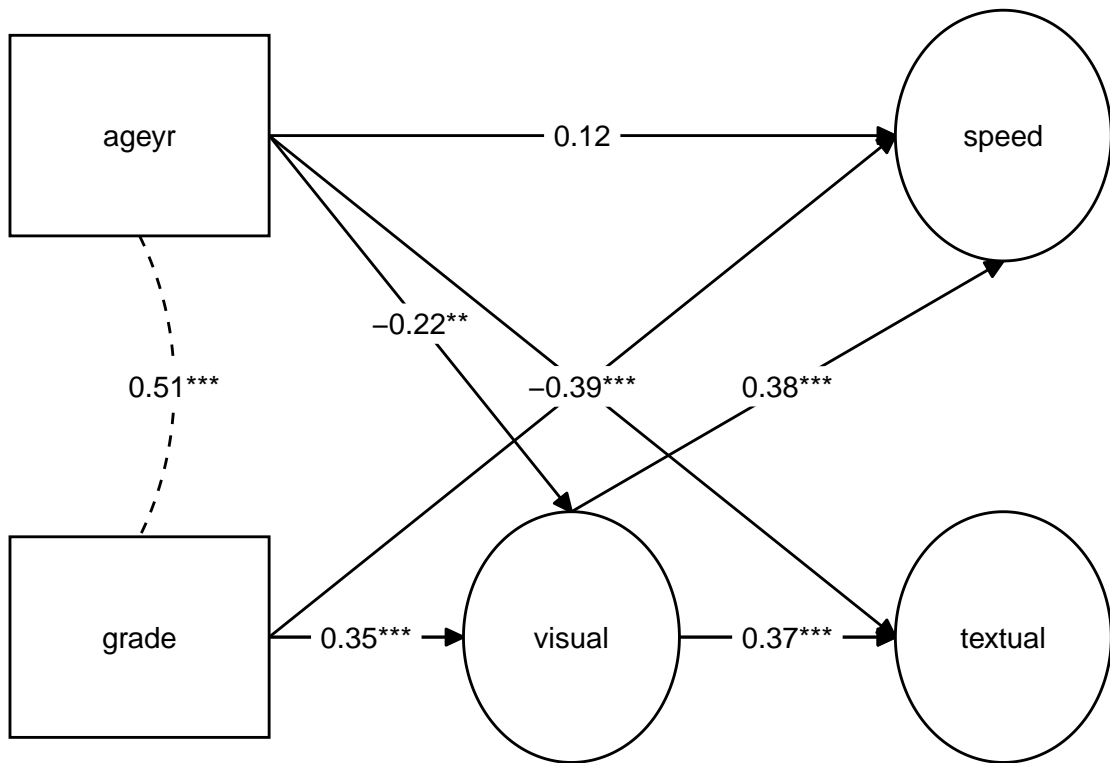 ageyr
0.12
speed
−0.22**
0.51***
−0.39***
0.38***
grade
0.35***
visual
0.37***
textual